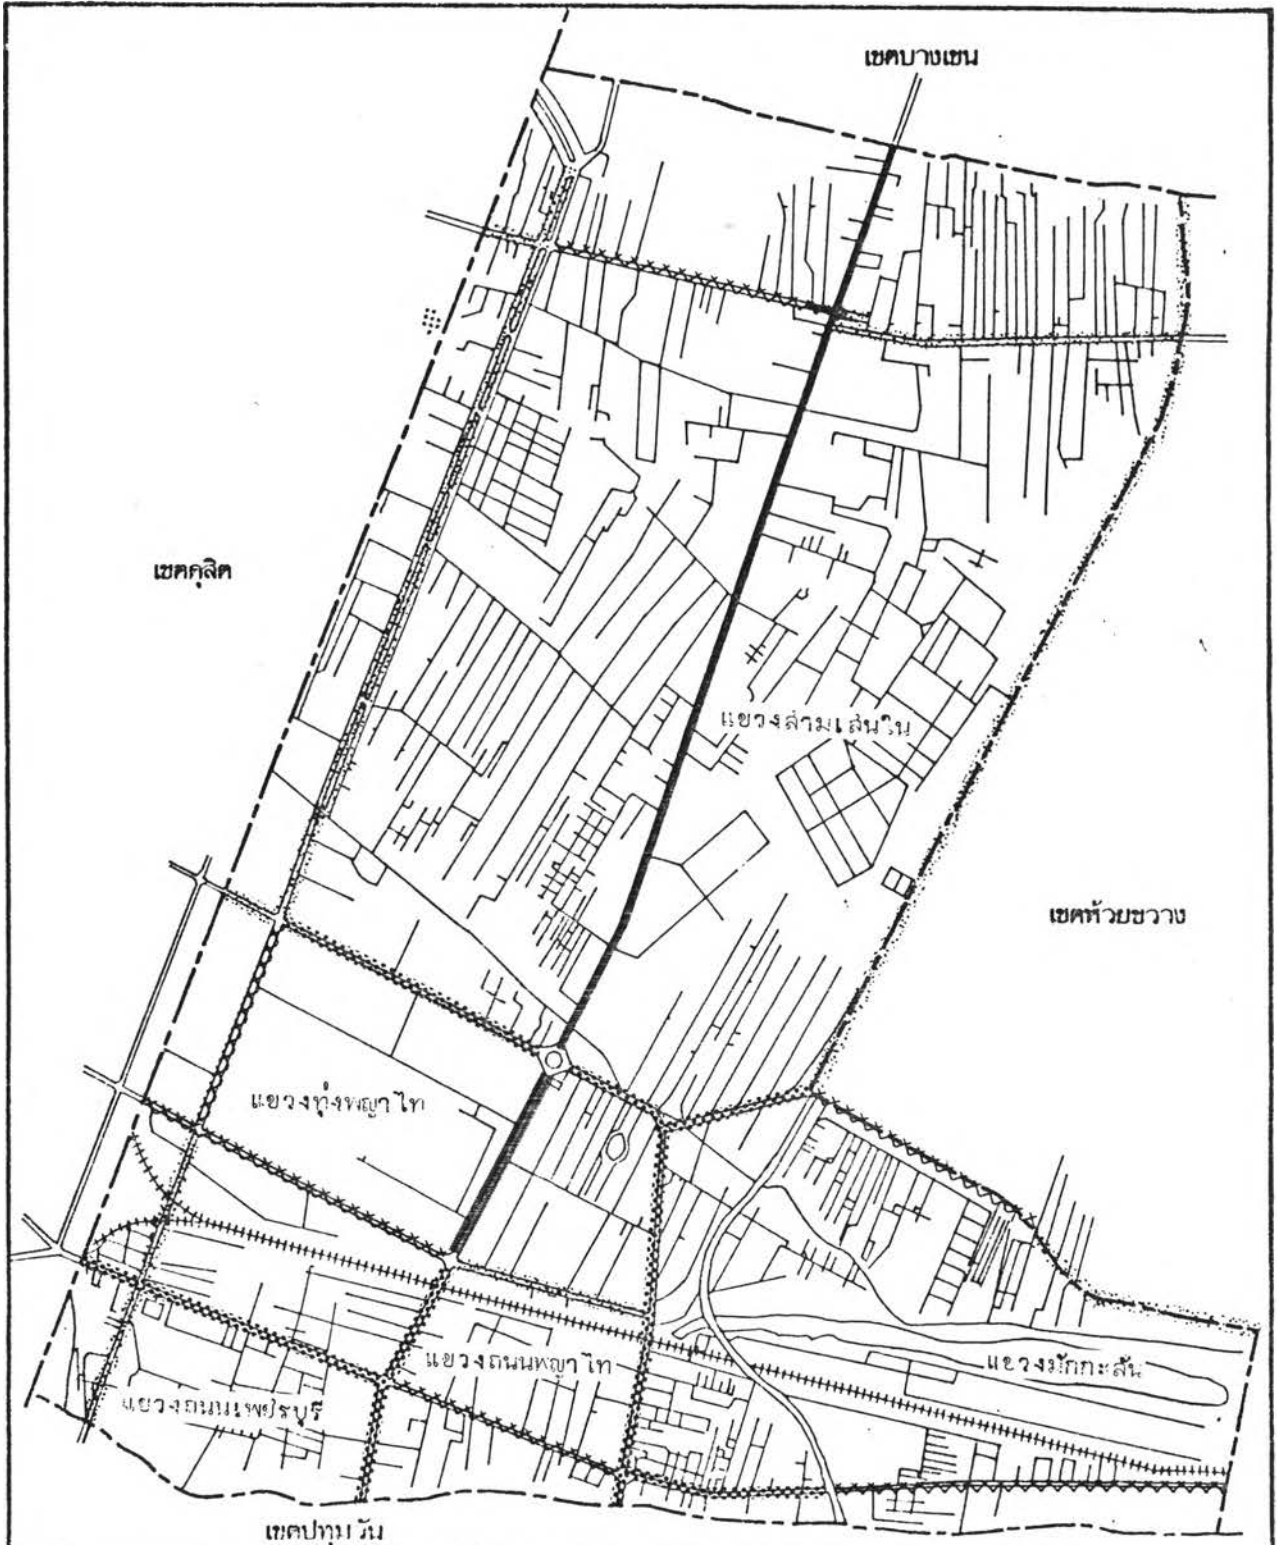 เขตบางเขน
เขตดุสิต
แขวงสามเสนใน
เขตห้วยขวาง
แขวงทุ่งพญาไท
แขวงถนนพญาไท
แขวงมักกะสัน
แขวงถนนเพชรบุรี
เขตปทุมวัน